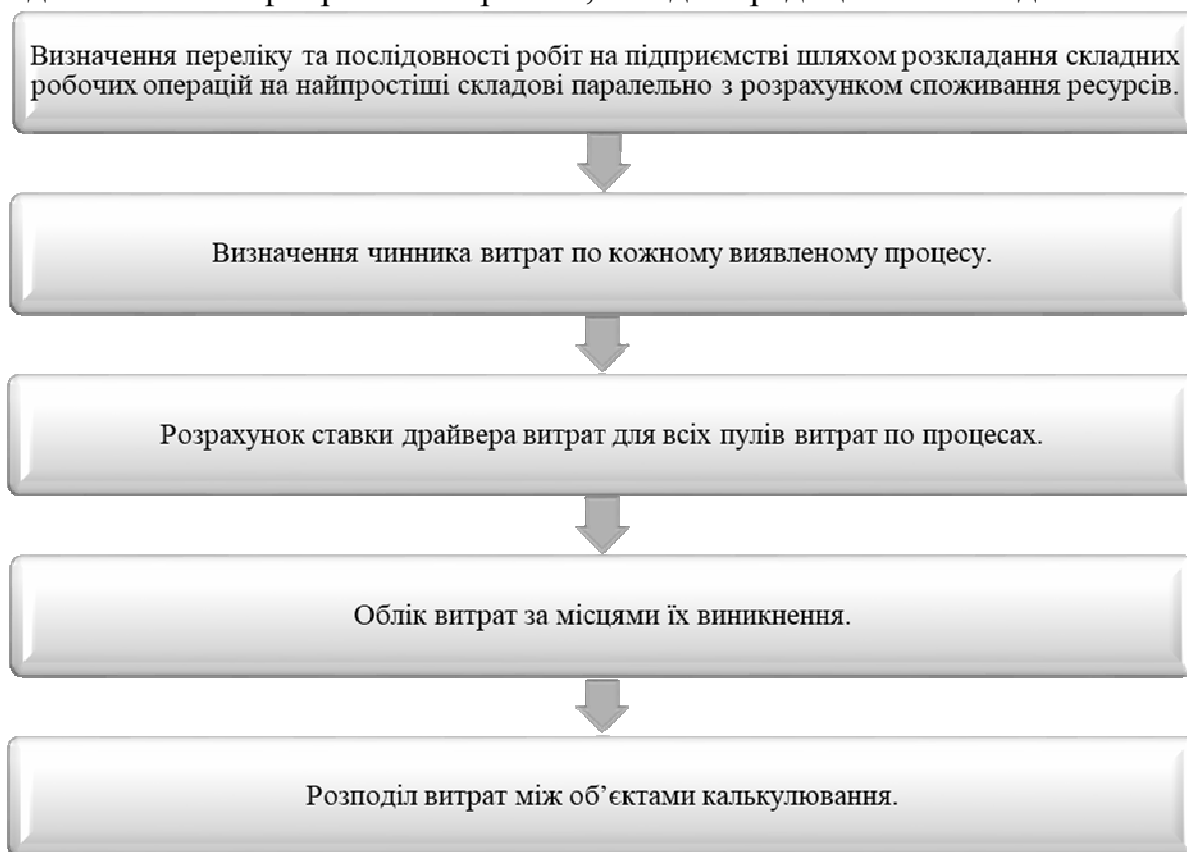 Визначення переліку та послідовності робіт на підприємстві шляхом розкладання складних
робочих операцій на найпростіші складові паралельно з розрахунком споживання ресурсів.
Визначення чинника витрат по кожному виявленому процесу.
Розрахунок ставки драйвера витрат для всіх пулів витрат по процесах.
Облік витрат за місцями їх виникнення.
Розподіл витрат між об’єктами калькулювання.